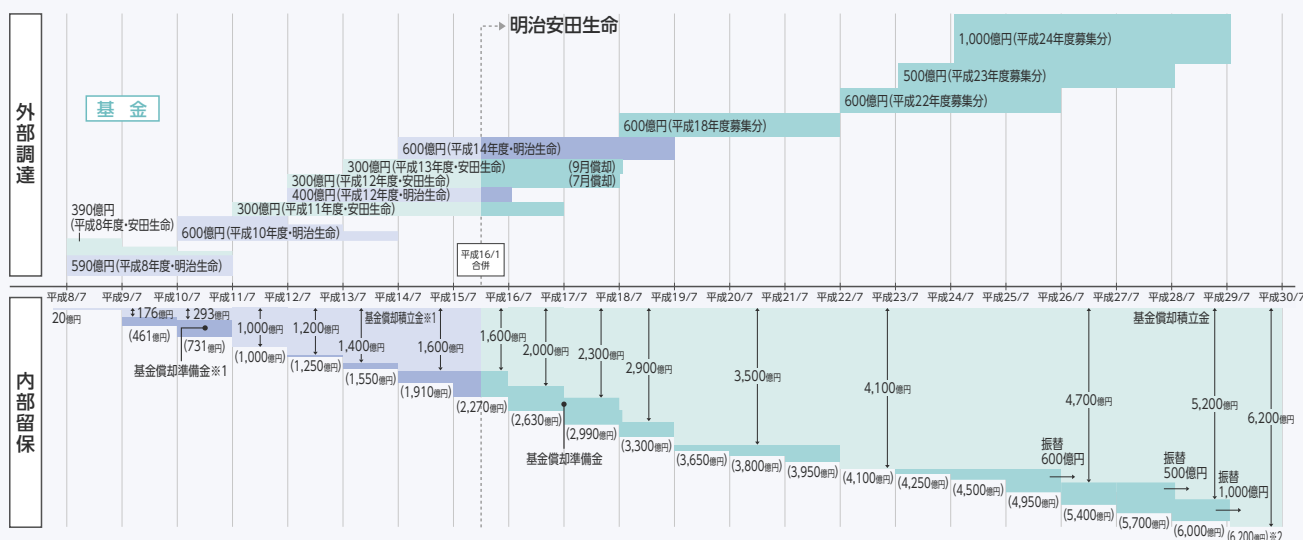 外部調達
明治安田生命
1,000億円(平成24年度募集分)
500億円(平成23年度募集分)
600億円(平成22年度募集分)
基 金
600億円(平成18年度募集分)
600億円(平成14年度・明治生命)
300億円(平成13年度・安田生命)
(9月償却)
300億円(平成12年度・安田生命)
(7月償却)
400億円(平成12年度・明治生命)
300億円(平成11年度・安田生命)
390億円
(平成8年度・安田生命)
600億円(平成10年度・明治生命)
平成16/1
合併
590億円(平成8年度・明治生命)
平成8/7 平成9/7 平成10/7 平成11/7 平成12/7 平成13/7 平成14/7 平成15/7 平成16/7 平成17/7 平成18/7 平成19/7 平成20/7 平成21/7 平成22/7 平成23/7 平成24/7 平成25/7 平成26/7 平成27/7 平成28/7 平成29/7 平成30/7
内部留保
20億円
176億円
293億円
1,000億円
1,200億円
1,400億円
基金償却積立金※1
1,600億円
1,600億円
2,000億円
2,300億円
2,900億円
3,500億円
4,100億円
4,700億円
基金償却積立金
5,200億円
6,200億円
(461億円)
(731億円)
基金償却準備金※1
(1,000億円)
(1,250億円)
(1,550億円)
(1,910億円)
(2,270億円)
(2,630億円)
(2,990億円)
基金償却準備金
(3,300億円)
(3,650億円)
(3,800億円)
(3,950億円)
(4,100億円)
(4,250億円)
(4,500億円)
(4,950億円)
振替
600億円
(5,400億円)
(5,700億円)
振替
500億円
(6,000億円)
振替
1,000億円
(6,200億円)※2